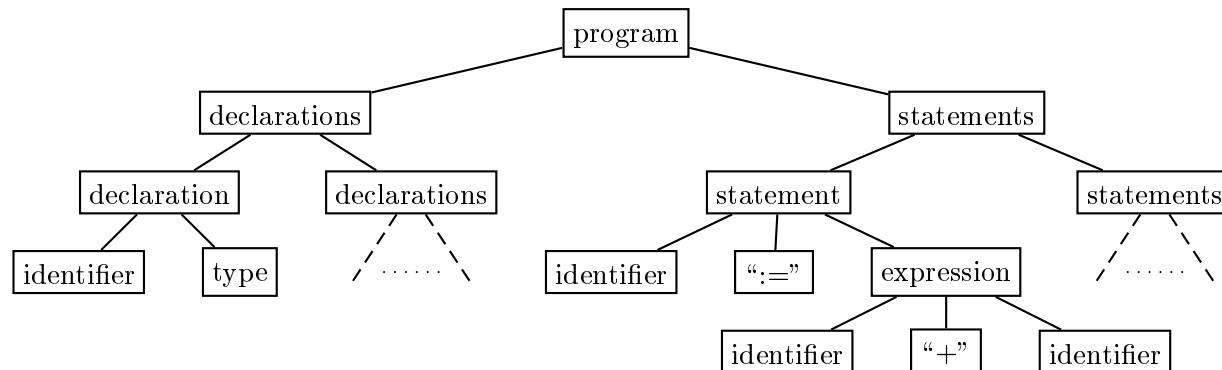 program
declarations statements
declaration declarations statement statements
identifier type ...... identifier “:=” expression ......
identifier “+” identifier